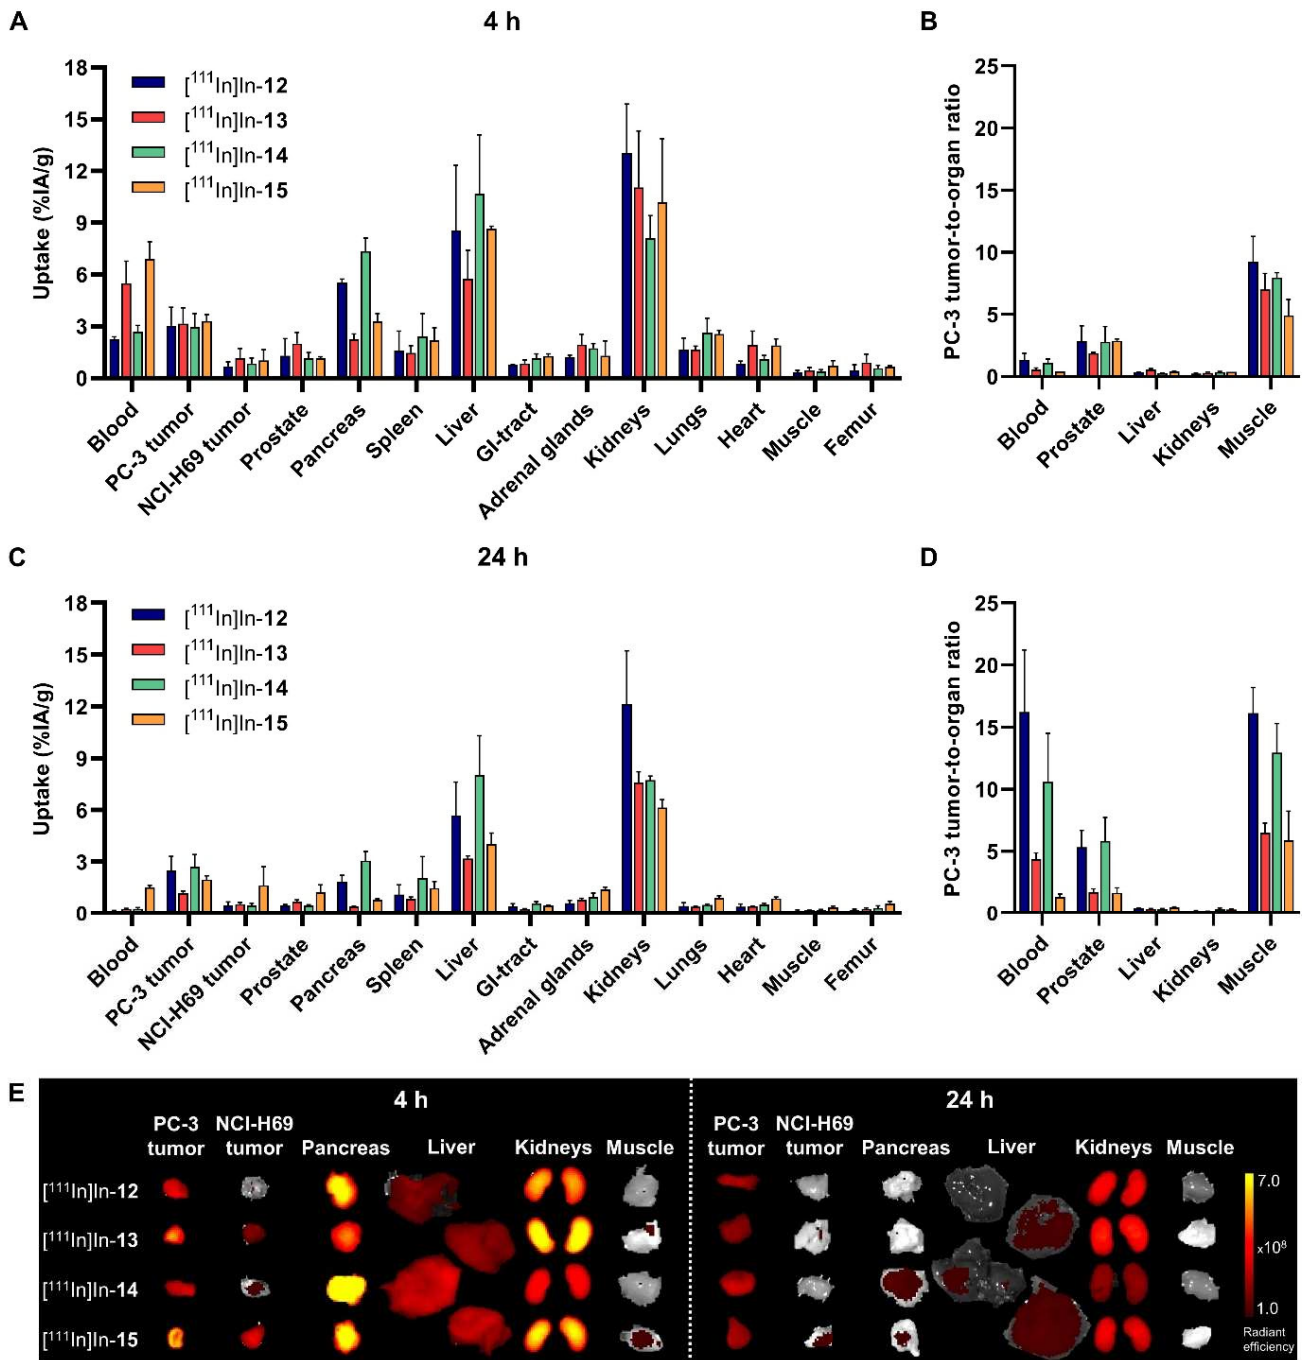 A
4 h
B
18
15
12
9
6
3
0
Uptake (%IA/g)
[¹¹¹In]In-12
[¹¹¹In]In-13
[¹¹¹In]In-14
[¹¹¹In]In-15
Blood
PC-3 tumor
NCI-H69 tumor
Prostate
Pancreas
Spleen
Liver
GI-tract
Adrenal glands
Kidneys
Lungs
Heart
Muscle
Femur
25
20
15
10
5
0
PC-3 tumor-to-organ ratio
Blood
Prostate
Liver
Kidneys
Muscle
C
24 h
D
18
15
12
9
6
3
0
Uptake (%IA/g)
[¹¹¹In]In-12
[¹¹¹In]In-13
[¹¹¹In]In-14
[¹¹¹In]In-15
Blood
PC-3 tumor
NCI-H69 tumor
Prostate
Pancreas
Spleen
Liver
GI-tract
Adrenal glands
Kidneys
Lungs
Heart
Muscle
Femur
25
20
15
10
5
0
PC-3 tumor-to-organ ratio
Blood
Prostate
Liver
Kidneys
Muscle
E
4 h
24 h
PC-3 NCI-H69
tumor tumor Pancreas Liver Kidneys Muscle
PC-3 NCI-H69
tumor tumor Pancreas Liver Kidneys Muscle
[¹¹¹In]In-12
[¹¹¹In]In-13
[¹¹¹In]In-14
[¹¹¹In]In-15
7.0
x10⁸
1.0
Radiant
efficiency